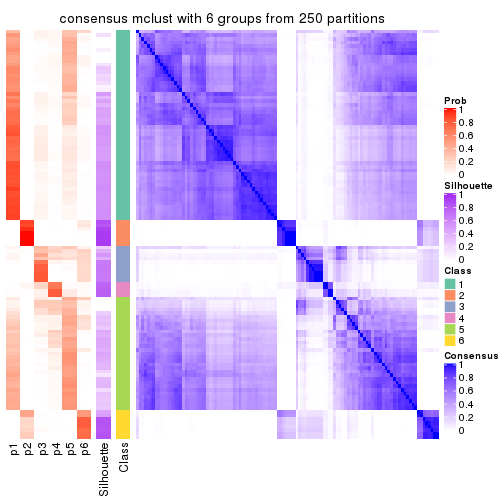 consensus mclust with 6 groups from 250 partitions
Prob
1
0.8
0.6
0.4
0.2
0
Silhouette
1
0.8
0.6
0.4
0.2
0
Class
1
2
3
4
5
6
Consensus
1
0.8
0.6
0.4
0.2
0
p1
p2
p3
p4
p5
p6
Silhouette
Class